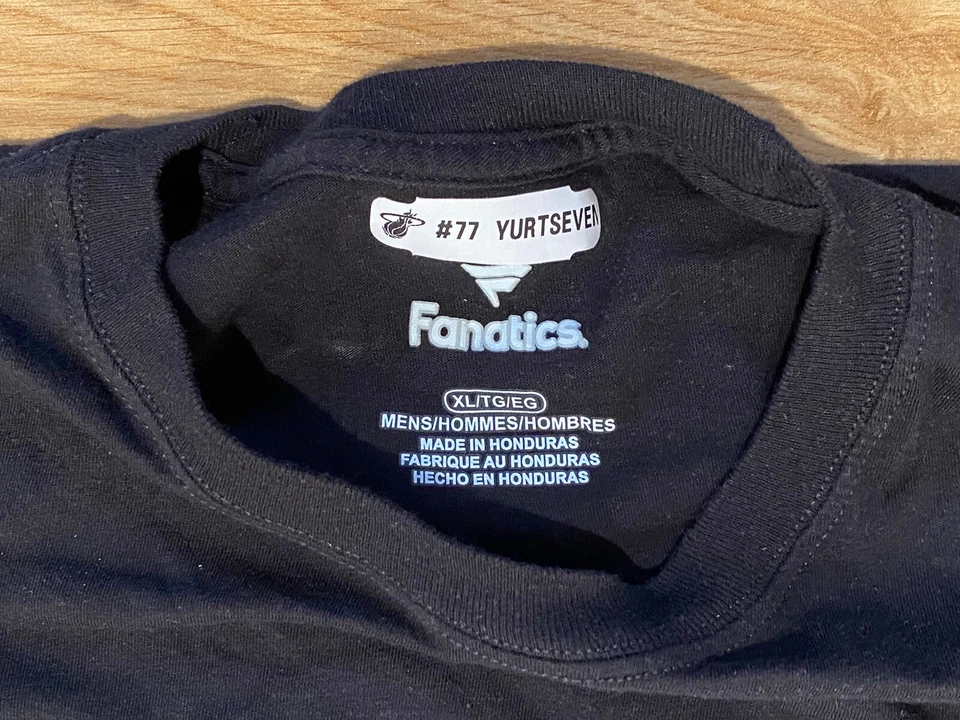 #77 YURTSEVEN
Fanatics.
XL/TG/EG
MENS/HOMMES/HOMBRES
MADE IN HONDURAS
FABRIQUE AU HONDURAS
HECHO EN HONDURAS